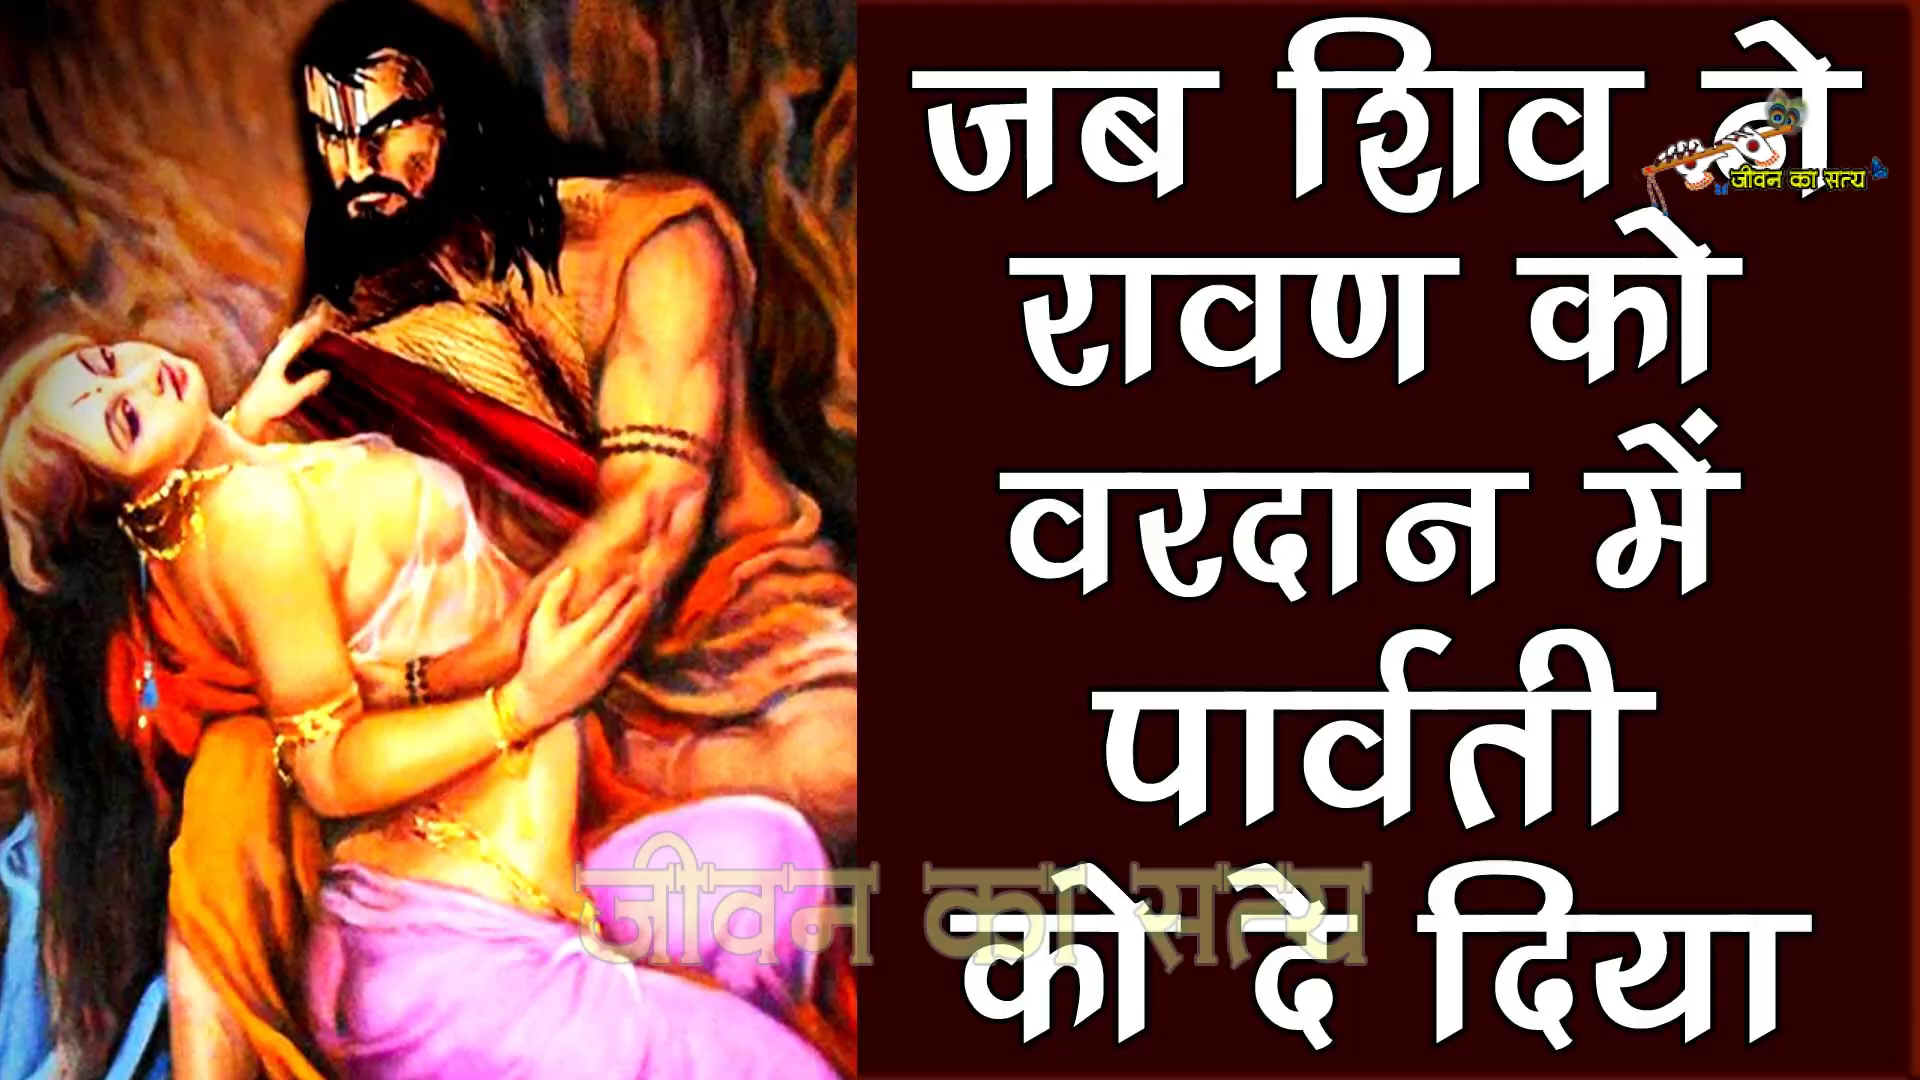 जब शिव ने
जीवन का सत्य
रावण को
वरदान में
पार्वती
को दे दिया
जीवन का सत्य